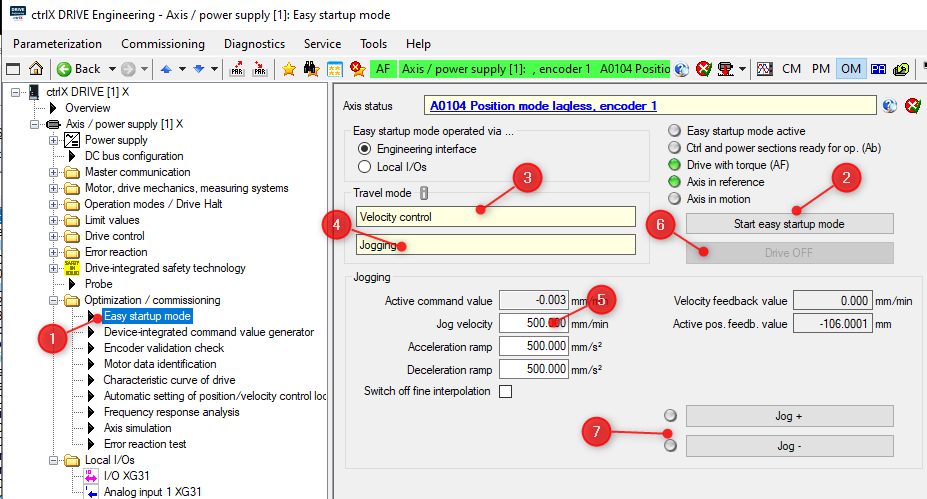 ctrlX DRIVE Engineering - Axis / power supply [1]: Easy startup mode
Parameterization Commissioning Diagnostics Service Tools Help
Back PAR PAR AF Axis / power supply [1]: , encoder 1 A0104 Positio CM PM OM
ctrlX DRIVE [1] X
Overview
Axis / power supply [1] X
Power supply
DC bus configuration
Master communication
Motor, drive mechanics, measuring systems
Operation modes / Drive Halt
Limit values
Drive control
Error reaction
Drive-integrated safety technology
Probe
Optimization / commissioning
1 Easy startup mode
Device-integrated command value generator
Encoder validation check
Motor data identification
Characteristic curve of drive
Automatic setting of position/velocity control loo
Frequency response analysis
Axis simulation
Error reaction test
Local I/Os
I/O XG31
Analog input 1 XG31
Axis status A0104 Position mode lagless, encoder 1
Easy startup mode operated via ...
Engineering interface
Local I/Os
Easy startup mode active
Ctrl and power sections ready for op. (Ab)
Drive with torque (AF)
Axis in reference
Axis in motion
2
Start easy startup mode
6
Drive OFF
Travel mode
3
Velocity control
4
Jogging
Jogging
Active command value -0.003 mm/min
5
Jog velocity 500.000 mm/min
Acceleration ramp 500.000 mm/s²
Deceleration ramp 500.000 mm/s²
Switch off fine interpolation
Velocity feedback value 0.000 mm/min
Active pos. feedb. value -106.0001 mm
7
Jog +
Jog -